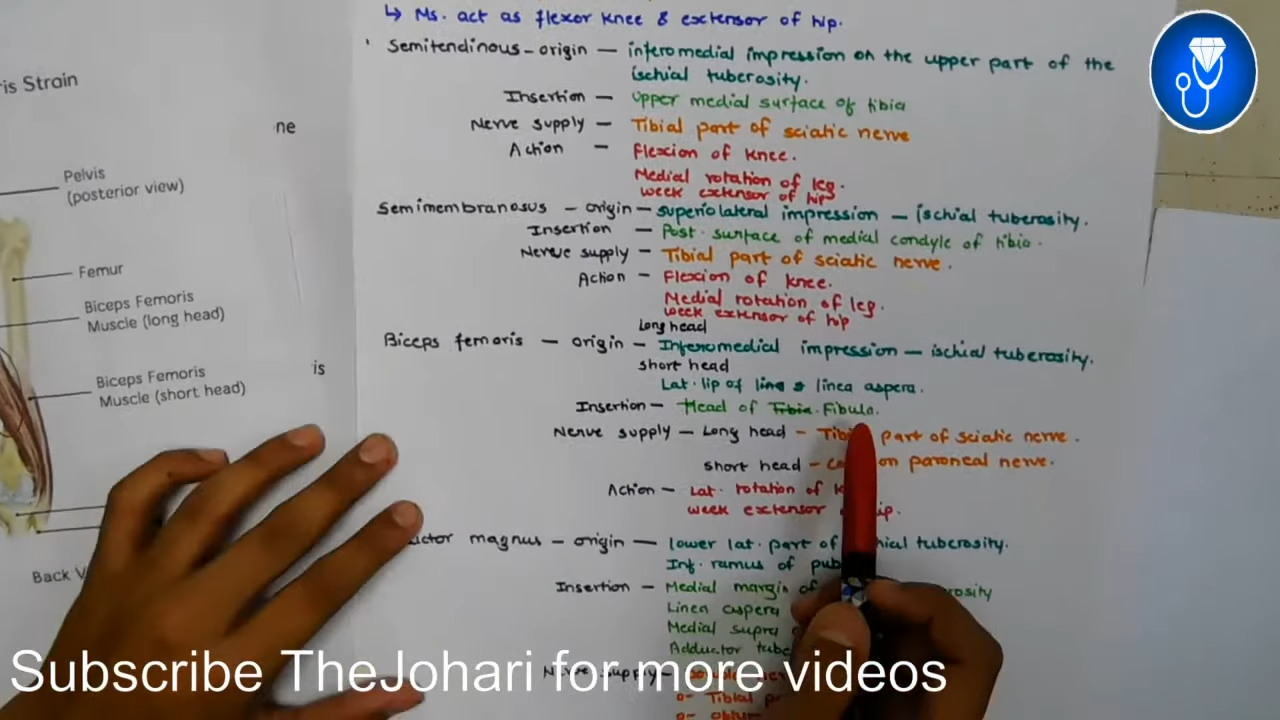 ris Strain
ne
Pelvis
(posterior view)
Femur
Biceps Femoris
Muscle (long head)
is
Biceps Femoris
Muscle (short head)
Back
↳ Ms. act as flexor knee & extensor of hip.
Semitendinous - origin — inferomedial impression on the upper part of the
ischial tuberosity.
Insertion — Upper medial surface of tibia
Nerve supply — Tibial part of sciatic nerve
Action — Flexion of knee.
Medial rotation of leg.
week extensor of hip
Semimembranosus - origin — superiolateral impression — ischial tuberosity.
Insertion — Post. surface of medial condyle of tibia.
Nerve supply — Tibial part of sciatic nerve.
Action — Flexion of knee.
Medial rotation of leg.
week extensor of hip
Long head
Biceps femoris — origin — Inferomedial impression — ischial tuberosity.
short head
Lat. lip of linea aspera.
Insertion — Head of Tibia. Fibula.
Nerve supply — Long head - part of sciatic nerve.
short head - paroneal nerve.
Action — Lat. rotation of
week extensor
magnus - origin — lower lat. part of tuberosity.
Inf. ramus of
Insertion — Medial margin of
Linea aspera
Medial supra
Adductor
Nerve supply -
o- Tibial
o-
Subscribe TheJohari for more videos